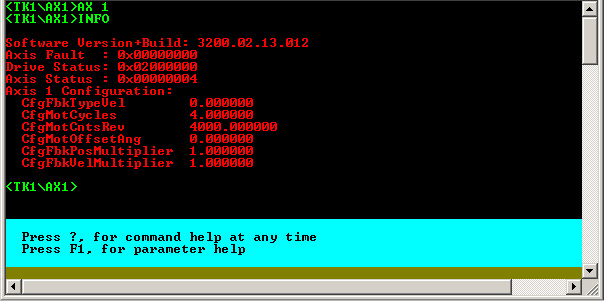 <TK1\AX1>AX 1
<TK1\AX1>INFO
Software Version+Build: 3200.02.13.012
Axis Fault  : 0x00000000
Drive Status: 0x02000000
Axis Status : 0x00000004
Axis 1 Configuration:
CfgFbkTypeVel        0.000000
CfgMotCycles         4.000000
CfgMotCntsRev        4000.000000
CfgMotOffsetAng      0.000000
CfgFbkPosMultiplier  1.000000
CfgFbkVelMultiplier  1.000000
<TK1\AX1>
Press ?, for command help at any time
Press F1, for parameter help